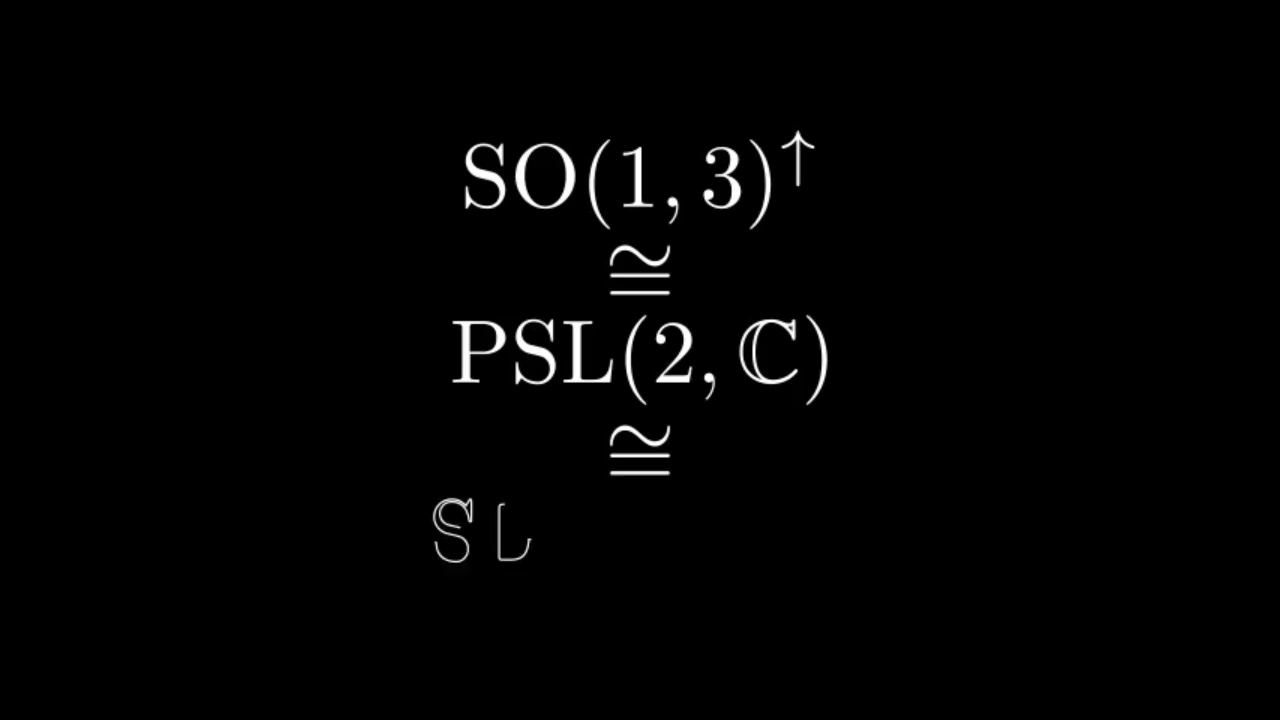 SO(1, 3)↑
≅
PSL(2, ℂ)
≅
SL